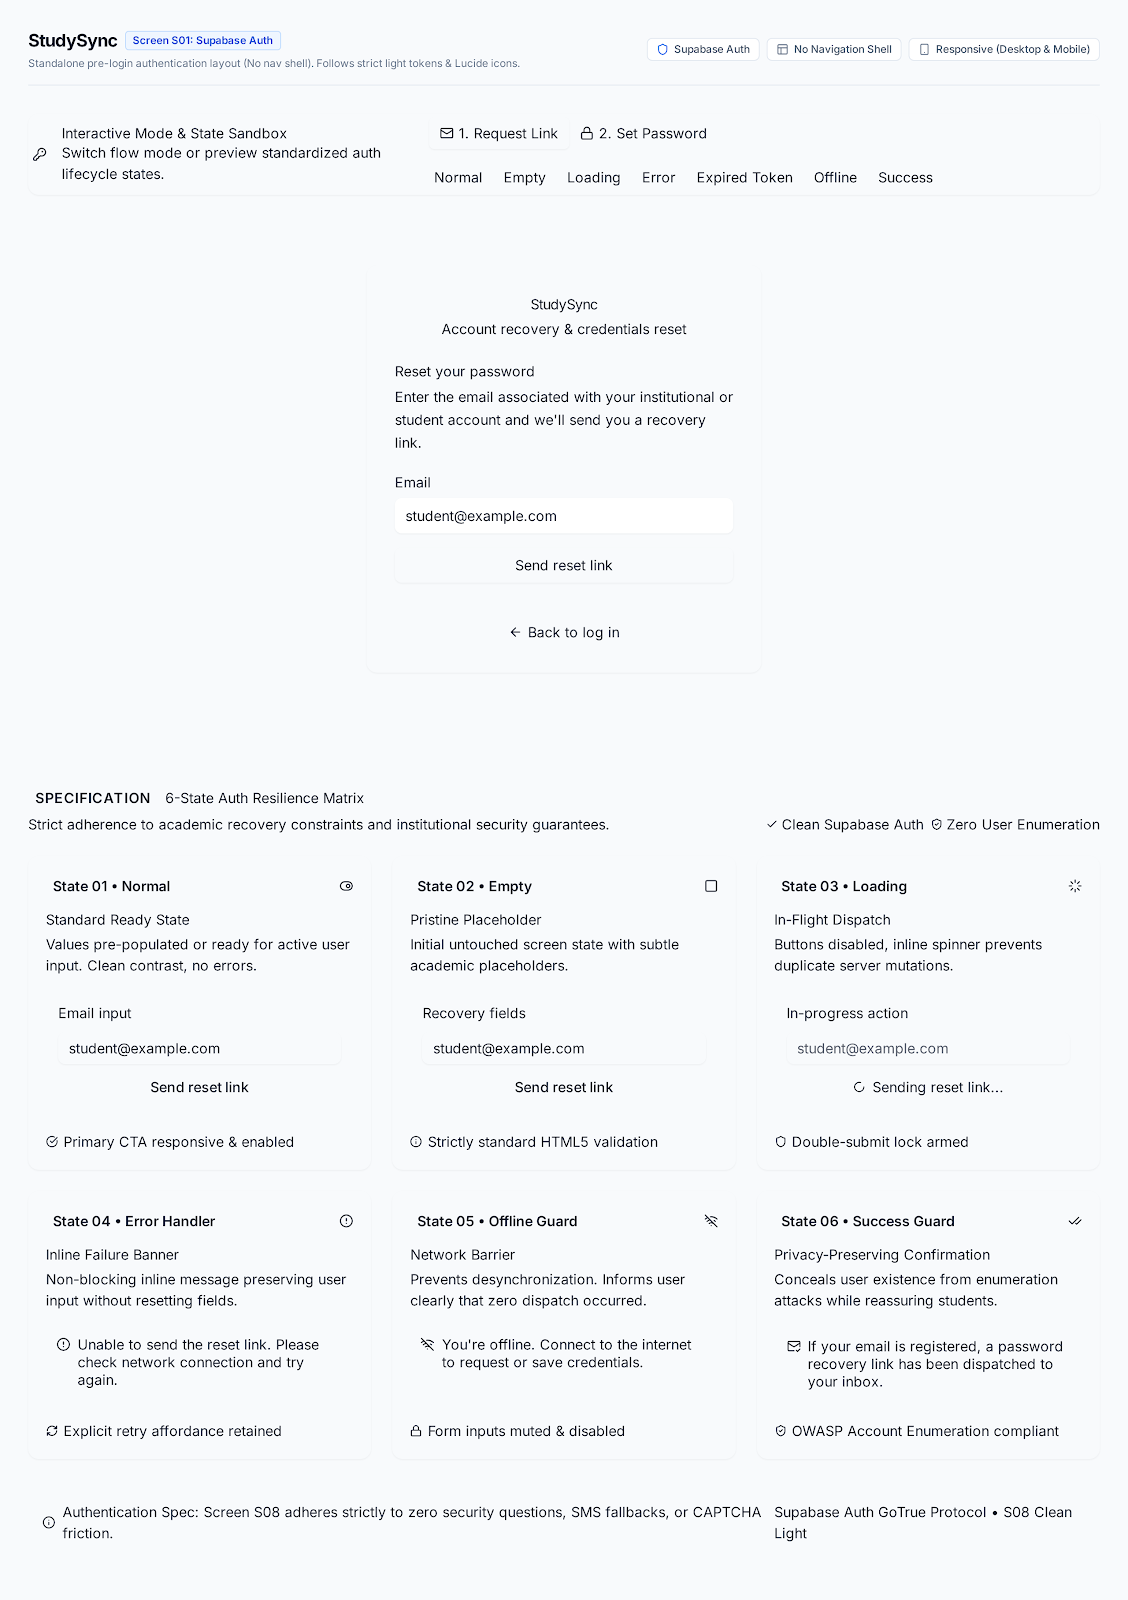 StudySync
Screen S01: Supabase Auth
Standalone pre-login authentication layout (No nav shell). Follows strict light tokens & Lucide icons.
Supabase Auth
No Navigation Shell
Responsive (Desktop & Mobile)
Interactive Mode & State Sandbox
Switch flow mode or preview standardized auth
lifecycle states.
1. Request Link
2. Set Password
Normal
Empty
Loading
Error
Expired Token
Offline
Success
StudySync
Account recovery & credentials reset
Reset your password
Enter the email associated with your institutional or
student account and we'll send you a recovery
link.
Email
student@example.com
Send reset link
Back to log in
SPECIFICATION
6-State Auth Resilience Matrix
Strict adherence to academic recovery constraints and institutional security guarantees.
Clean Supabase Auth
Zero User Enumeration
State 01 • Normal
Standard Ready State
Values pre-populated or ready for active user
input. Clean contrast, no errors.
Email input
student@example.com
Send reset link
Primary CTA responsive & enabled
State 02 • Empty
Pristine Placeholder
Initial untouched screen state with subtle
academic placeholders.
Recovery fields
student@example.com
Send reset link
Strictly standard HTML5 validation
State 03 • Loading
In-Flight Dispatch
Buttons disabled, inline spinner prevents
duplicate server mutations.
In-progress action
student@example.com
Sending reset link...
Double-submit lock armed
State 04 • Error Handler
Inline Failure Banner
Non-blocking inline message preserving user
input without resetting fields.
Unable to send the reset link. Please
check network connection and try
again.
Explicit retry affordance retained
State 05 • Offline Guard
Network Barrier
Prevents desynchronization. Informs user
clearly that zero dispatch occurred.
You're offline. Connect to the internet
to request or save credentials.
Form inputs muted & disabled
State 06 • Success Guard
Privacy-Preserving Confirmation
Conceals user existence from enumeration
attacks while reassuring students.
If your email is registered, a password
recovery link has been dispatched to
your inbox.
OWASP Account Enumeration compliant
Authentication Spec: Screen S08 adheres strictly to zero security questions, SMS fallbacks, or CAPTCHA
friction.
Supabase Auth GoTrue Protocol • S08 Clean
Light